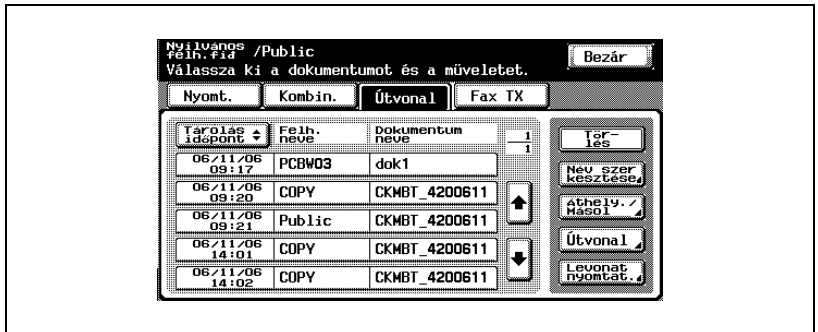 Nyilvános felh.fió /Public
Bezár
Válassza ki a dokumentumot és a műveletet.
Nyomt. Kombin. Útvonal Fax TX
Tárolás időpont Felh. neve Dokumentum neve 1/1
06/11/06 09:17 PCBW03 dok1
06/11/06 09:20 COPY CKMBT_4200611
06/11/06 09:21 Public CKMBT_4200611
06/11/06 14:01 COPY CKMBT_4200611
06/11/06 14:02 COPY CKMBT_4200611
Tör-
lés
Név szer
kesztése
Áthely./
Másol
Útvonal
Levonat
nyomtat.